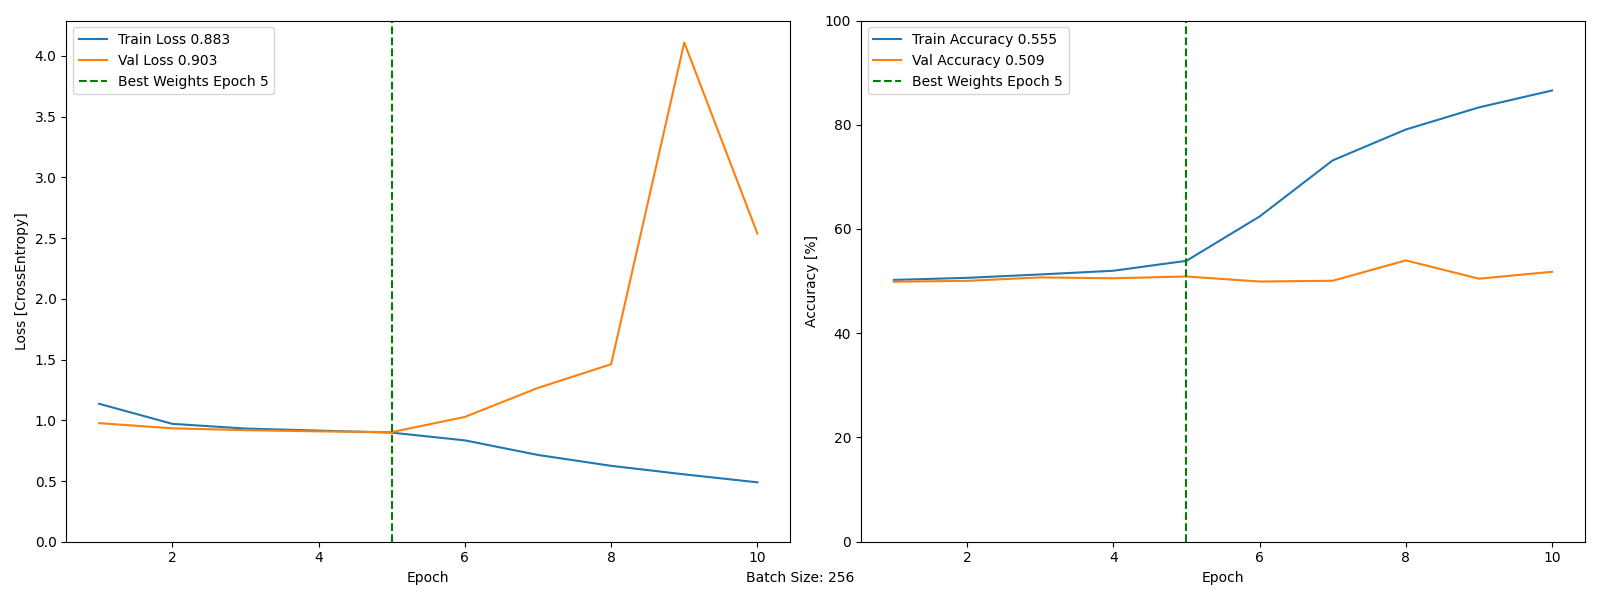 Train Loss 0.883
Val Loss 0.903
Best Weights Epoch 5
4.0
3.5
3.0
2.5
2.0
1.5
1.0
0.5
0.0
Loss [CrossEntropy]
2
4
6
8
10
Epoch
Train Accuracy 0.555
Val Accuracy 0.509
Best Weights Epoch 5
100
80
60
40
20
0
Accuracy [%]
2
4
6
8
10
Epoch
Batch Size: 256